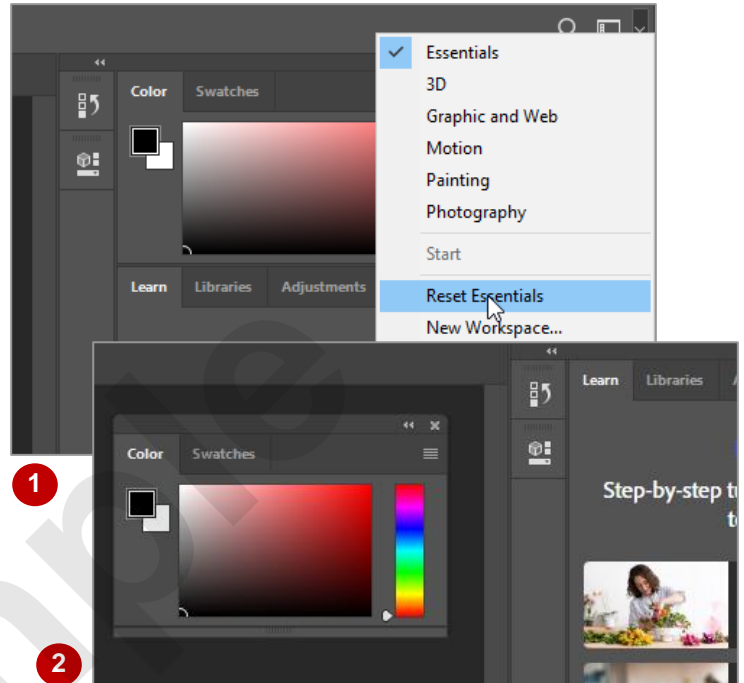 Essentials
3D
Graphic and Web
Motion
Painting
Photography
Start
Reset Essentials
New Workspace...
Color Swatches
Learn Libraries Adjustments
1
Learn Libraries
Color Swatches
Step-by-step
2